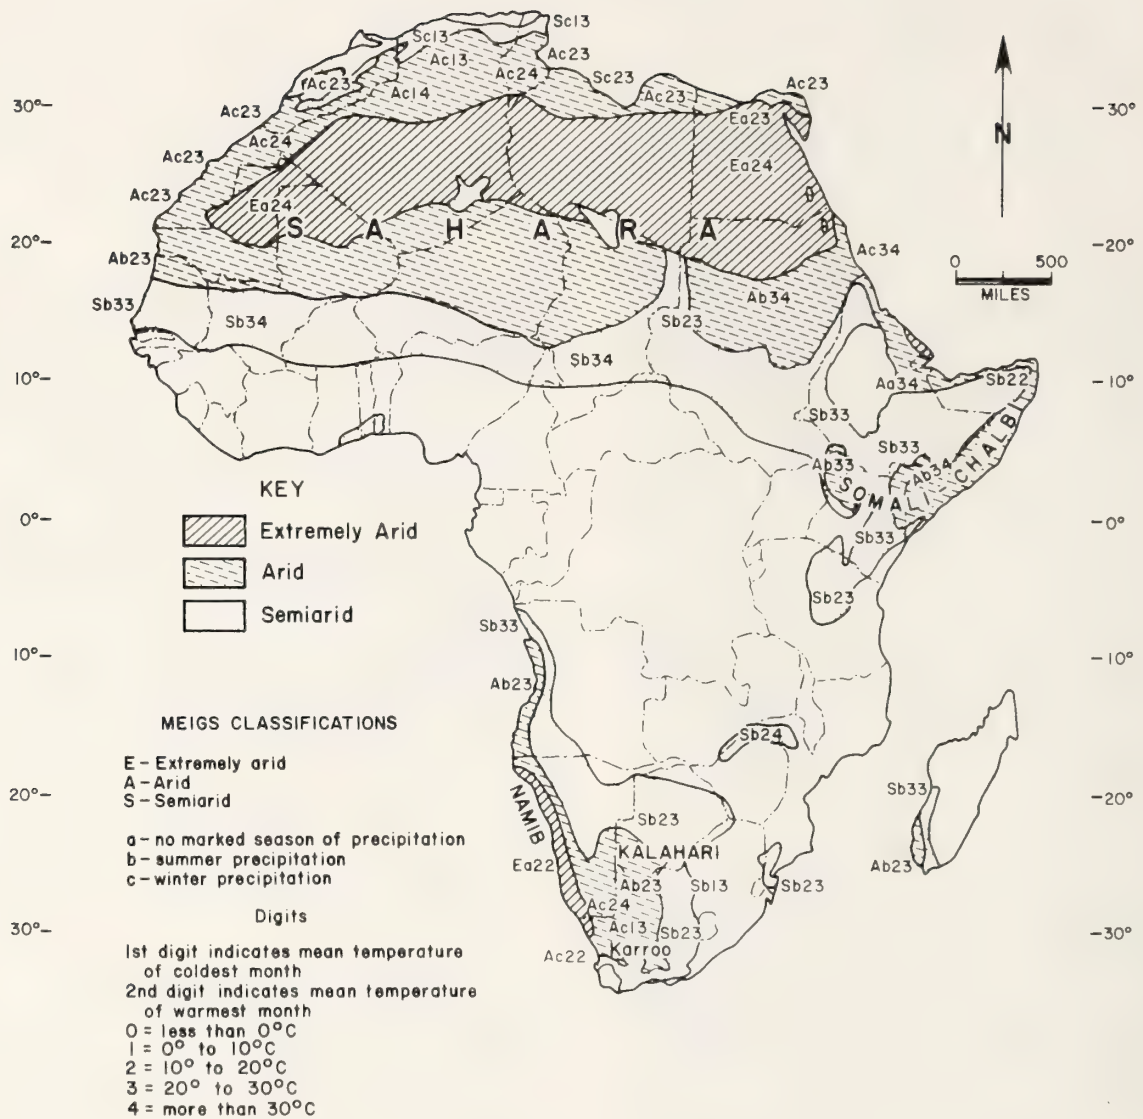 Sc13
Sc13
Ac13
Ac23
Ac23
Ac24
Sc23
Ac23
Ac14
Ac23
Ac23
30°
30°
Ac23
Ea23
N
Ac24
Ac23
Ea24
Ac23
Ea24
S A H A R A
20°
20°
Ab23
Ac34
0 500
MILES
Sb33
Ab34
Sb34
Sb23
Sb34
10°
10°
Aa34
Sb22
Sb33
Sb33
Ab33
Ab34
SOMALI-CHALBI
KEY
0°
0°
Extremely Arid
Sb33
Arid
Sb23
Semiarid
Sb33
10°
10°
Ab23
MEIGS CLASSIFICATIONS
Sb24
E - Extremely arid
A - Arid
S - Semiarid
20°
20°
NAMIB
Sb33
Sb23
a - no marked season of precipitation
b - summer precipitation
c - winter precipitation
KALAHARI
Ea22
Ab23
Sb13
Sb23
Ab23
Ac24
Digits
Ac13
Sb23
30°
30°
Karroo
Ac22
1st digit indicates mean temperature
of coldest month
2nd digit indicates mean temperature
of warmest month
0 = less than 0°C
1 = 0° to 10°C
2 = 10° to 20°C
3 = 20° to 30°C
4 = more than 30°C